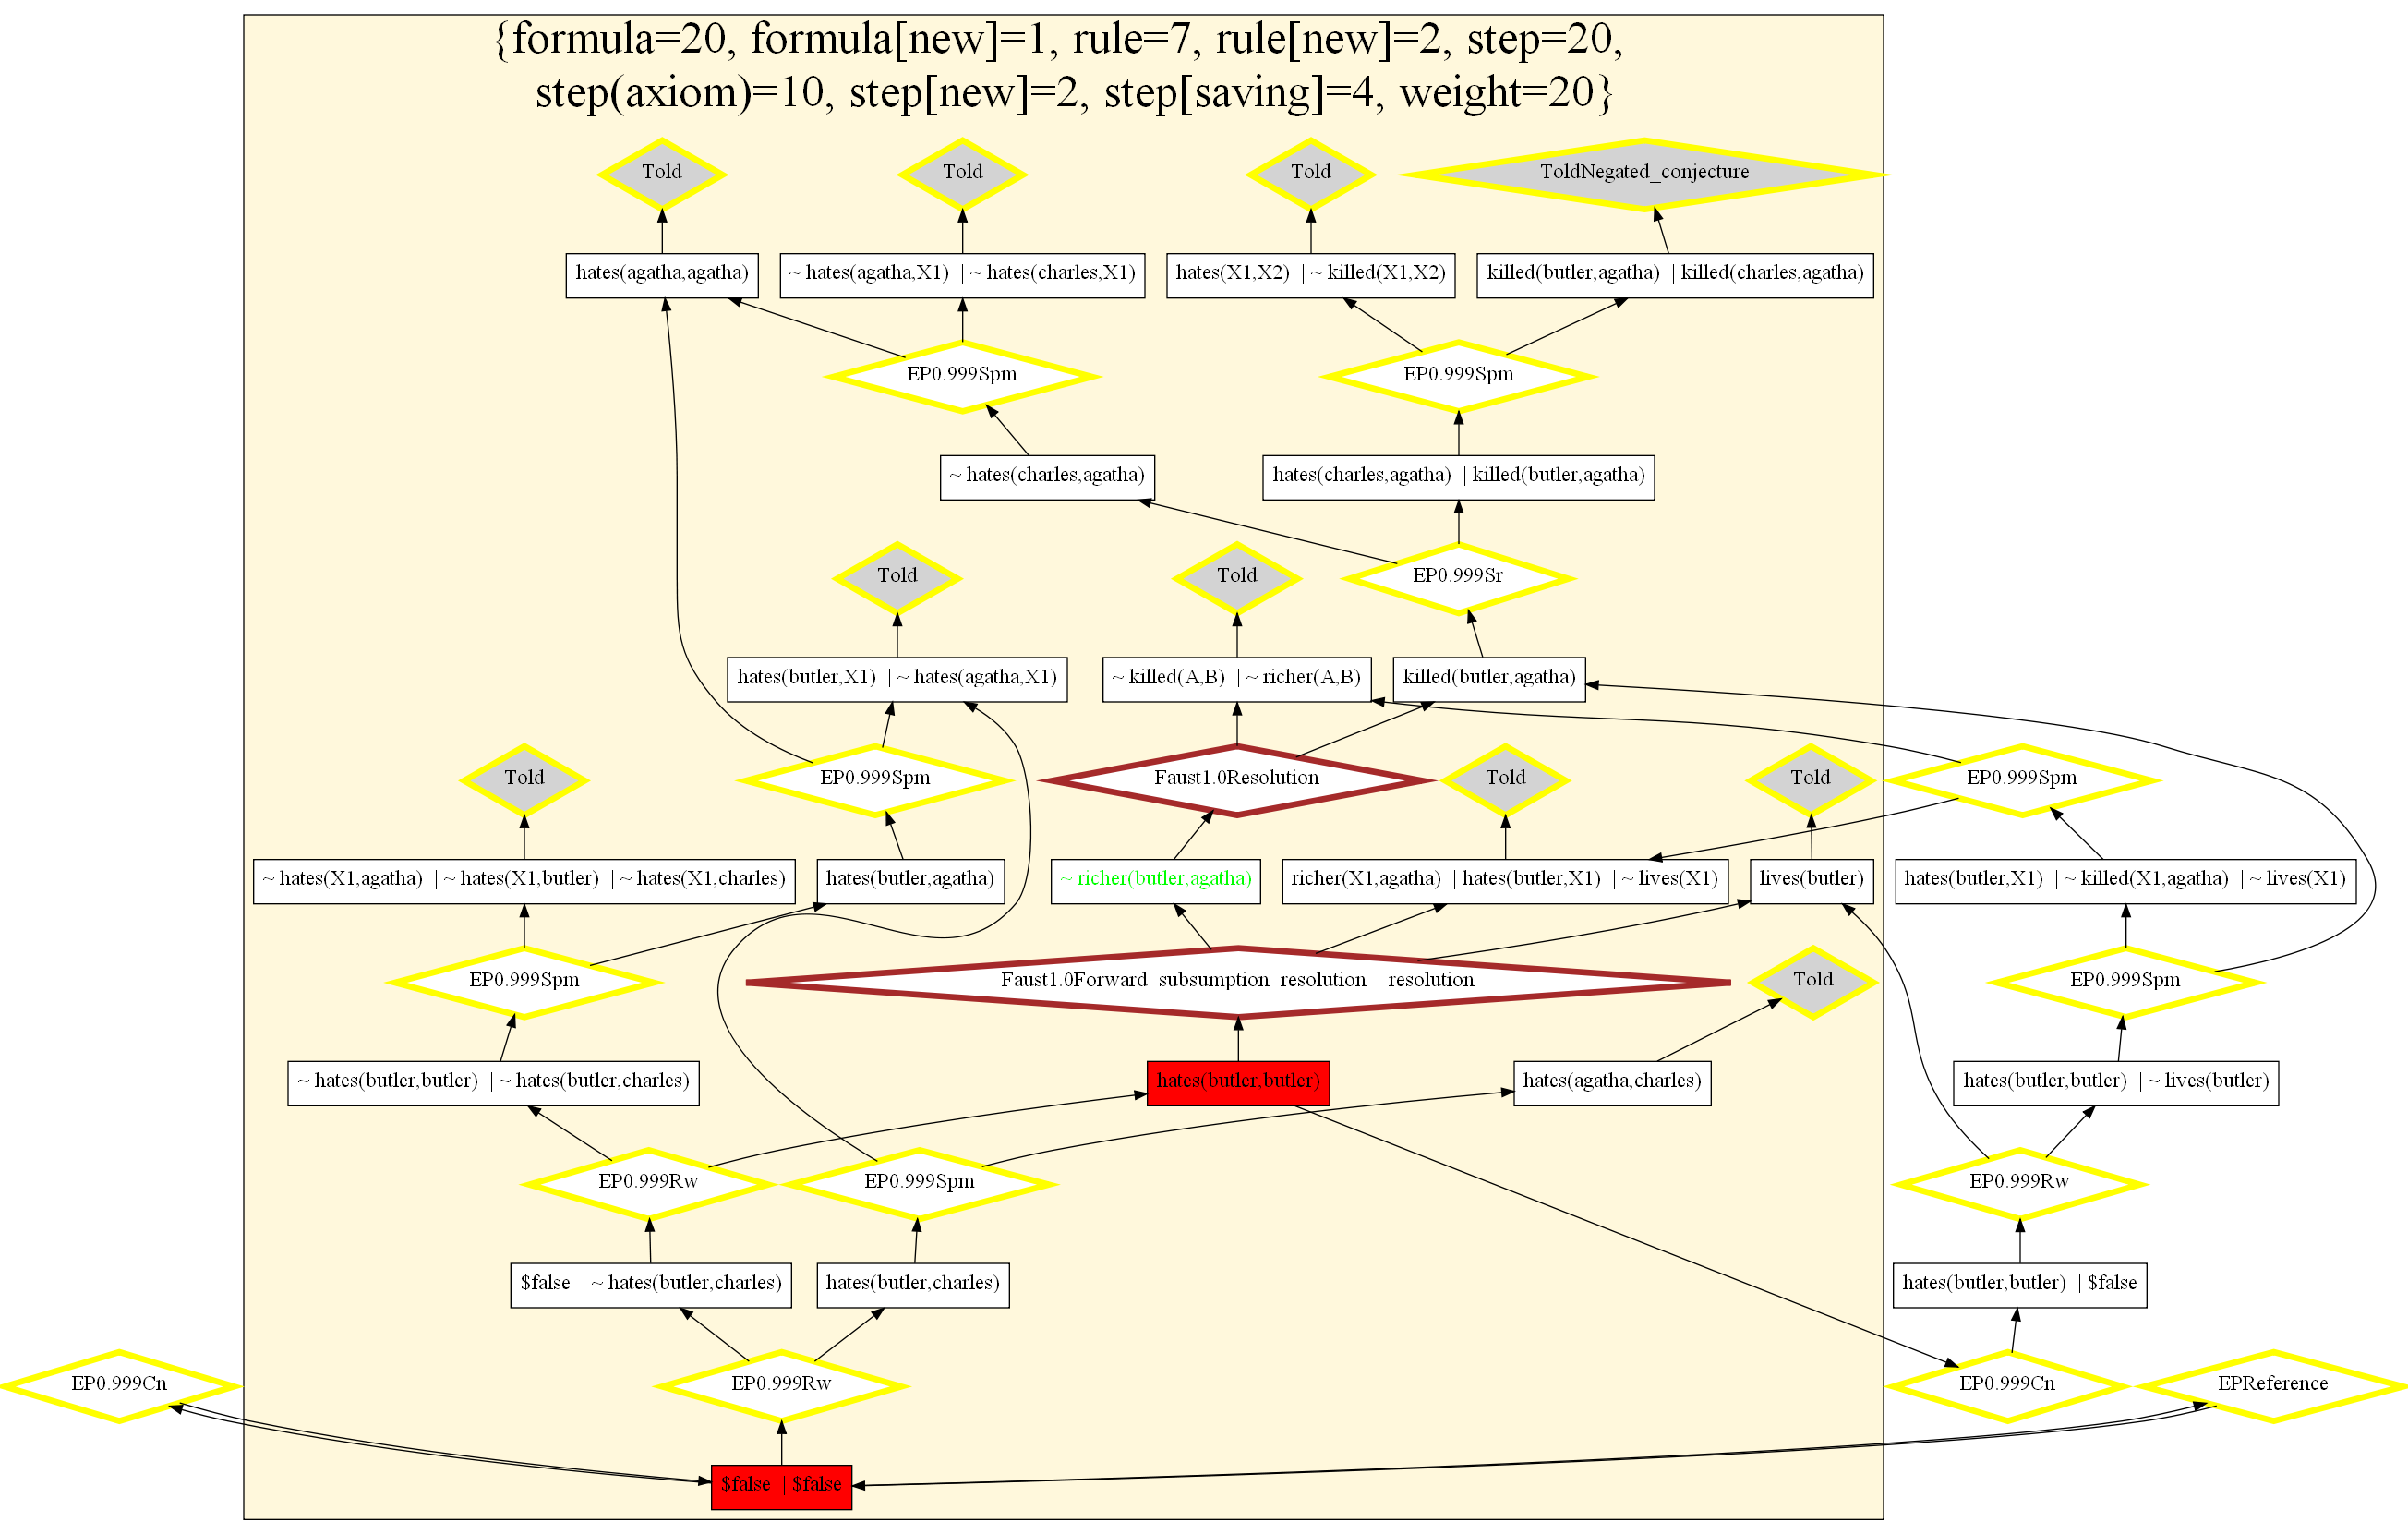 {formula=20, formula[new]=1, rule=7, rule[new]=2, step=20,
step(axiom)=10, step[new]=2, step[saving]=4, weight=20}
Told
Told
Told
ToldNegated_conjecture
hates(agatha,agatha)
~ hates(agatha,X1) | ~ hates(charles,X1)
hates(X1,X2) | ~ killed(X1,X2)
killed(butler,agatha) | killed(charles,agatha)
EP0.999Spm
EP0.999Spm
~ hates(charles,agatha)
hates(charles,agatha) | killed(butler,agatha)
Told
Told
EP0.999Sr
hates(butler,X1) | ~ hates(agatha,X1)
~ killed(A,B) | ~ richer(A,B)
killed(butler,agatha)
Told
EP0.999Spm
Faust1.0Resolution
Told
Told
EP0.999Spm
~ hates(X1,agatha) | ~ hates(X1,butler) | ~ hates(X1,charles)
hates(butler,agatha)
~ richer(butler,agatha)
richer(X1,agatha) | hates(butler,X1) | ~ lives(X1)
lives(butler)
hates(butler,X1) | ~ killed(X1,agatha) | ~ lives(X1)
EP0.999Spm
Faust1.0Forward subsumption resolution resolution
Told
EP0.999Spm
~ hates(butler,butler) | ~ hates(butler,charles)
hates(butler,butler)
hates(agatha,charles)
hates(butler,butler) | ~ lives(butler)
EP0.999Rw
EP0.999Spm
EP0.999Rw
$false | ~ hates(butler,charles)
hates(butler,charles)
hates(butler,butler) | $false
EP0.999Cn
EP0.999Rw
EP0.999Cn
EPReference
$false | $false